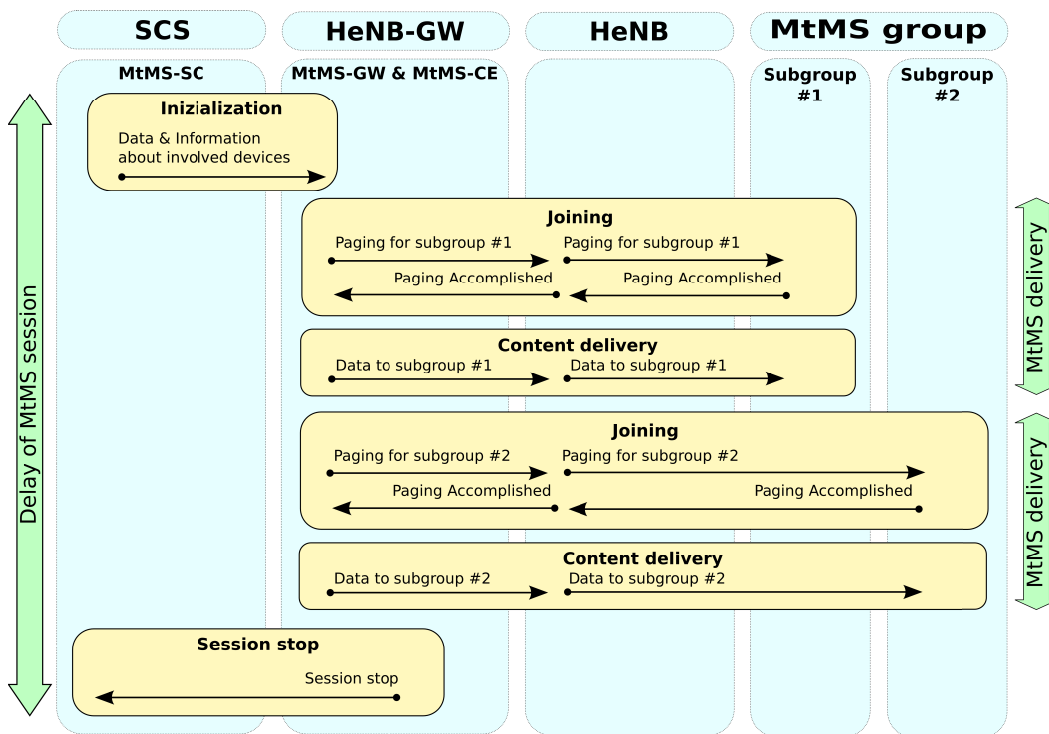 SCS
HeNB-GW
HeNB
MtMS group
MtMS-SC
MtMS-GW & MtMS-CE
Subgroup
#1
Subgroup
#2
Inizialization
Data & Information
about involved devices
Joining
Paging for subgroup #1
Paging for subgroup #1
Paging Accomplished
Paging Accomplished
Content delivery
Data to subgroup #1
Data to subgroup #1
Joining
Paging for subgroup #2
Paging for subgroup #2
Paging Accomplished
Paging Accomplished
Content delivery
Data to subgroup #2
Data to subgroup #2
Session stop
Session stop
Delay of MtMS session
MtMS delivery
MtMS delivery